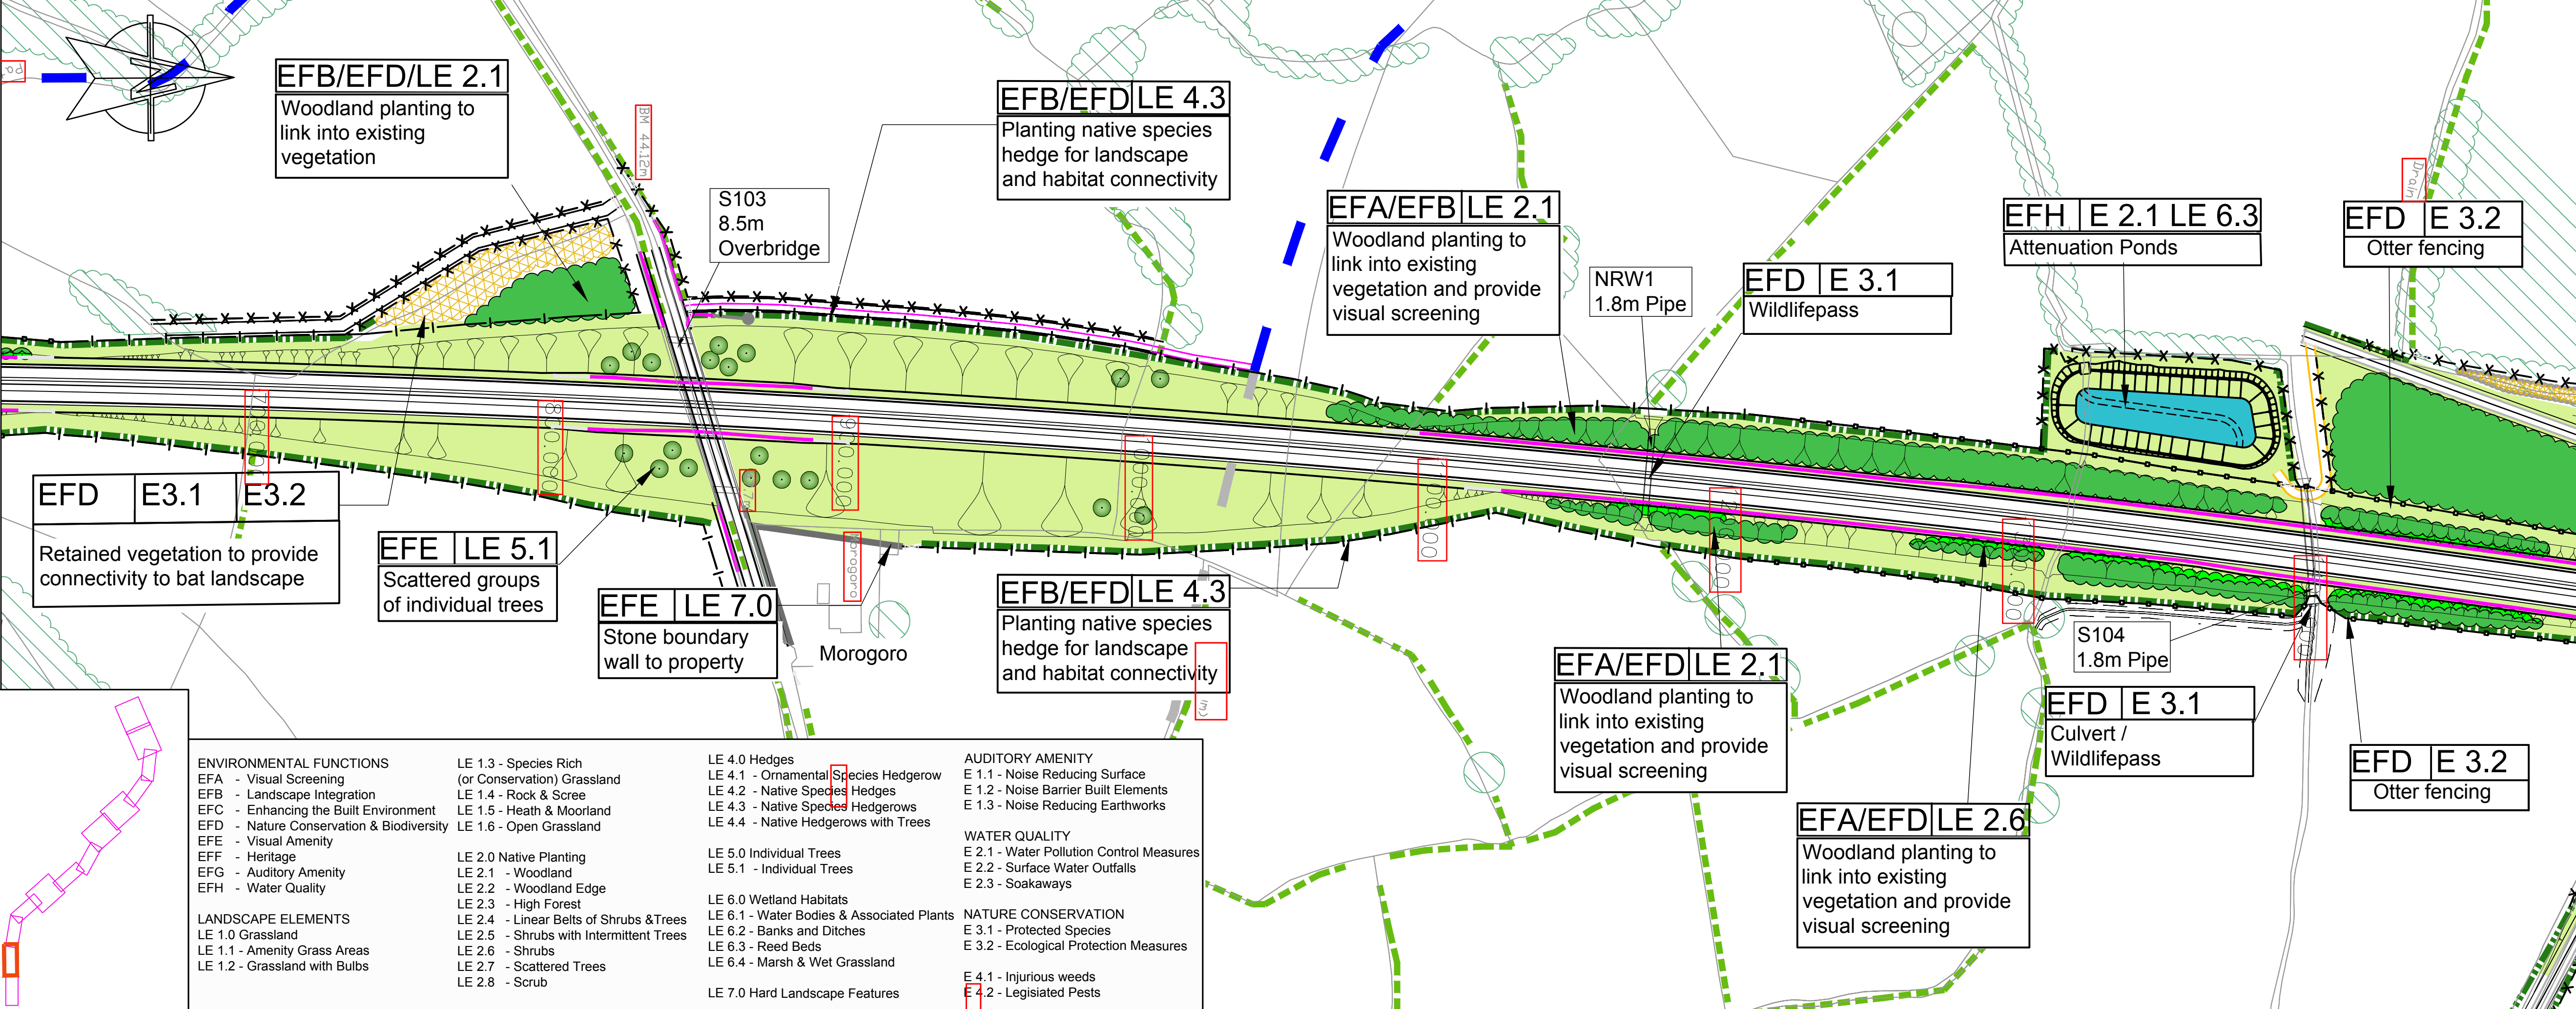 EFB/EFD/LE 2.1
Woodland planting to
link into existing
vegetation
BM 44.12m
S103
8.5m
Overbridge
EFB/EFD LE 4.3
Planting native species
hedge for landscape
and habitat connectivity
EFA/EFB LE 2.1
Woodland planting to
link into existing
vegetation and provide
visual screening
NRW1
1.8m Pipe
EFD E 3.1
Wildlifepass
EFH E 2.1 LE 6.3
Attenuation Ponds
Drain
EFD E 3.2
Otter fencing
EFD E3.1 E3.2
Retained vegetation to provide
connectivity to bat landscape
EFE LE 5.1
Scattered groups
of individual trees
EFE LE 7.0
Stone boundary
wall to property
Morogoro
Morogoro
EFB/EFD LE 4.3
Planting native species
hedge for landscape
and habitat connectivity
EFA/EFD LE 2.1
Woodland planting to
link into existing
vegetation and provide
visual screening
EFA/EFD LE 2.6
Woodland planting to
link into existing
vegetation and provide
visual screening
S104
1.8m Pipe
EFD E 3.1
Culvert /
Wildlifepass
EFD E 3.2
Otter fencing
ENVIRONMENTAL FUNCTIONS
EFA - Visual Screening
EFB - Landscape Integration
EFC - Enhancing the Built Environment
EFD - Nature Conservation & Biodiversity
EFE - Visual Amenity
EFF - Heritage
EFG - Auditory Amenity
EFH - Water Quality
LANDSCAPE ELEMENTS
LE 1.0 Grassland
LE 1.1 - Amenity Grass Areas
LE 1.2 - Grassland with Bulbs
LE 1.3 - Species Rich
(or Conservation) Grassland
LE 1.4 - Rock & Scree
LE 1.5 - Heath & Moorland
LE 1.6 - Open Grassland
LE 2.0 Native Planting
LE 2.1 - Woodland
LE 2.2 - Woodland Edge
LE 2.3 - High Forest
LE 2.4 - Linear Belts of Shrubs &Trees
LE 2.5 - Shrubs with Intermittent Trees
LE 2.6 - Shrubs
LE 2.7 - Scattered Trees
LE 2.8 - Scrub
LE 4.0 Hedges
LE 4.1 - Ornamental Species Hedgerow
LE 4.2 - Native Species Hedges
LE 4.3 - Native Species Hedgerows
LE 4.4 - Native Hedgerows with Trees
LE 5.0 Individual Trees
LE 5.1 - Individual Trees
LE 6.0 Wetland Habitats
LE 6.1 - Water Bodies & Associated Plants
LE 6.2 - Banks and Ditches
LE 6.3 - Reed Beds
LE 6.4 - Marsh & Wet Grassland
LE 7.0 Hard Landscape Features
AUDITORY AMENITY
E 1.1 - Noise Reducing Surface
E 1.2 - Noise Barrier Built Elements
E 1.3 - Noise Reducing Earthworks
WATER QUALITY
E 2.1 - Water Pollution Control Measures
E 2.2 - Surface Water Outfalls
E 2.3 - Soakaways
NATURE CONSERVATION
E 3.1 - Protected Species
E 3.2 - Ecological Protection Measures
E 4.1 - Injurious weeds
E 4.2 - Legisiated Pests